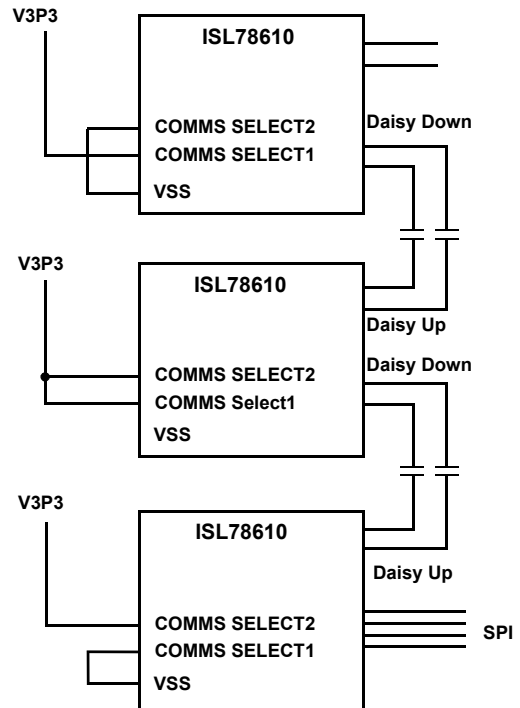 V3P3
ISL78610
COMMS SELECT2
Daisy Down
COMMS SELECT1
VSS
V3P3
ISL78610
Daisy Up
Daisy Down
COMMS SELECT2
COMMS Select1
VSS
V3P3
ISL78610
Daisy Up
COMMS SELECT2
SPI
COMMS SELECT1
VSS